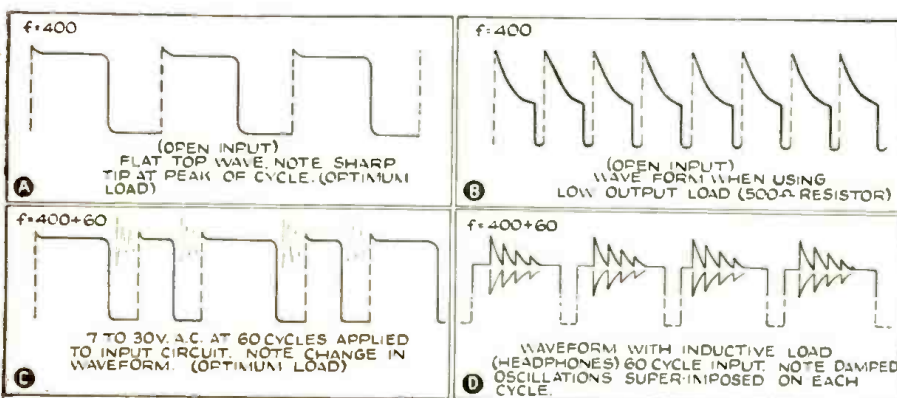 f=400
(OPEN INPUT)
FLAT TOP WAVE. NOTE SHARP
TIP AT PEAK OF CYCLE. (OPTIMUM
LOAD)
A
f=400
(OPEN INPUT)
WAVE FORM WHEN USING
LOW OUTPUT LOAD (500Ω RESISTOR)
B
f=400+60
7 TO 30V. A.C. AT 60 CYCLES APPLIED
TO INPUT CIRCUIT. NOTE CHANGE IN
WAVEFORM. (OPTIMUM LOAD)
C
f=400+60
WAVEFORM WITH INDUCTIVE LOAD
(HEADPHONES) 60 CYCLE INPUT. NOTE DAMPED
OSCILLATIONS SUPER-IMPOSED ON EACH
CYCLE.
D